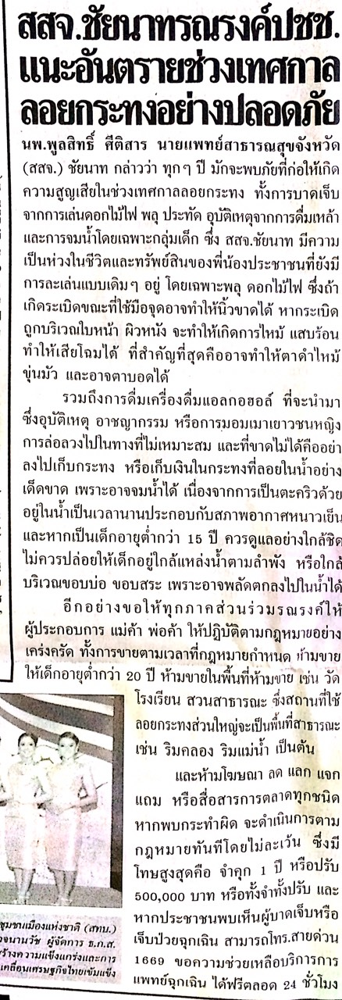 สสจ.ชัยนาทรณรงค์ปชช.
แนะอันตรายช่วงเทศกาล
ลอยกระทงอย่างปลอดภัย
นพ.พูลสิทธิ์ ศีติสาร นายแพทย์สาธารณสุขจังหวัด
(สสจ.) ชัยนาท กล่าวว่า ทุกๆ ปี มักจะพบภัยที่ก่อให้เกิด
ความสูญเสียในช่วงเทศกาลลอยกระทง ทั้งการบาดเจ็บ
จากการเล่นดอกไม้ไฟ พลุ ประทัด อุบัติเหตุจากการดื่มเหล้า
และการจมน้ำโดยเฉพาะกลุ่มเด็ก ซึ่ง สสจ.ชัยนาท มีความ
เป็นห่วงในชีวิตและทรัพย์สินของพี่น้องประชาชนที่ยังมี
การละเล่นแบบเดิมๆ อยู่ โดยเฉพาะพลุ ดอกไม้ไฟ ซึ่งถ้า
เกิดระเบิดขณะที่ใช้มือจุดอาจทำให้นิ้วขาดได้ หากระเบิด
ถูกบริเวณใบหน้า ผิวหนัง จะทำให้เกิดการไหม้ แสบร้อน
ทำให้เสียโฉมได้ ที่สำคัญที่สุดคืออาจทำให้ตาดำไหม้
ขุ่นมัว และอาจตาบอดได้
รวมถึงการดื่มเครื่องดื่มแอลกอฮอล์ ที่จะนำมา
ซึ่งอุบัติเหตุ อาชญากรรม หรือการมอมเมาเยาวชนหญิง
การล่อลวงไปในทางที่ไม่เหมาะสม และที่ขาดไม่ได้คืออย่า
ลงไปเก็บกระทง หรือเก็บเงินในกระทงที่ลอยในน้ำอย่าง
เด็ดขาด เพราะอาจจมน้ำได้ เนื่องจากการเป็นตะคริวด้วย
อยู่ในน้ำเป็นเวลานานประกอบกับสภาพอากาศหนาวเย็น
และหากเป็นเด็กอายุต่ำกว่า 15 ปี ควรดูแลอย่างใกล้ชิด
ไม่ควรปล่อยให้เด็กอยู่ใกล้แหล่งน้ำตามลำพัง หรือใกล้
บริเวณขอบบ่อ ขอบสระ เพราะอาจพลัดตกลงไปในน้ำได้
อีกอย่างขอให้ทุกภาคส่วนร่วมรณรงค์ให้
ผู้ประกอบการ แม่ค้า พ่อค้า ให้ปฏิบัติตามกฎหมายอย่าง
เคร่งครัด ทั้งการขายตามเวลาที่กฎหมายกำหนด ห้ามขาย
ให้เด็กอายุต่ำกว่า 20 ปี ห้ามขายในพื้นที่ห้ามขาย เช่น วัด
โรงเรียน สวนสาธารณะ ซึ่งสถานที่ใช้
ลอยกระทงส่วนใหญ่จะเป็นพื้นที่สาธารณะ
เช่น ริมคลอง ริมแม่น้ำ เป็นต้น
และห้ามโฆษณา ลด แลก แจก
แถม หรือสื่อสารการตลาดทุกชนิด
หากพบกระทำผิด จะดำเนินการตาม
กฎหมายทันทีโดยไม่ละเว้น ซึ่งมี
โทษสูงสุดคือ จำคุก 1 ปี หรือปรับ
500,000 บาท หรือทั้งจำทั้งปรับ และ
หากประชาชนพบเห็นผู้บาดเจ็บหรือ
เจ็บป่วยฉุกเฉิน สามารถโทร.สายด่วน
1669 ขอความช่วยเหลือบริการการ
แพทย์ฉุกเฉิน ได้ฟรีตลอด 24 ชั่วโมง
ชุมชนเมืองแห่งชาติ (สทบ.)
วจนานวัช ผู้จัดการ ธ.ก.ส.
ร้างความแข็งแกร่งและการ
เคลื่อนเศรษฐกิจไทยเข้มแข็ง